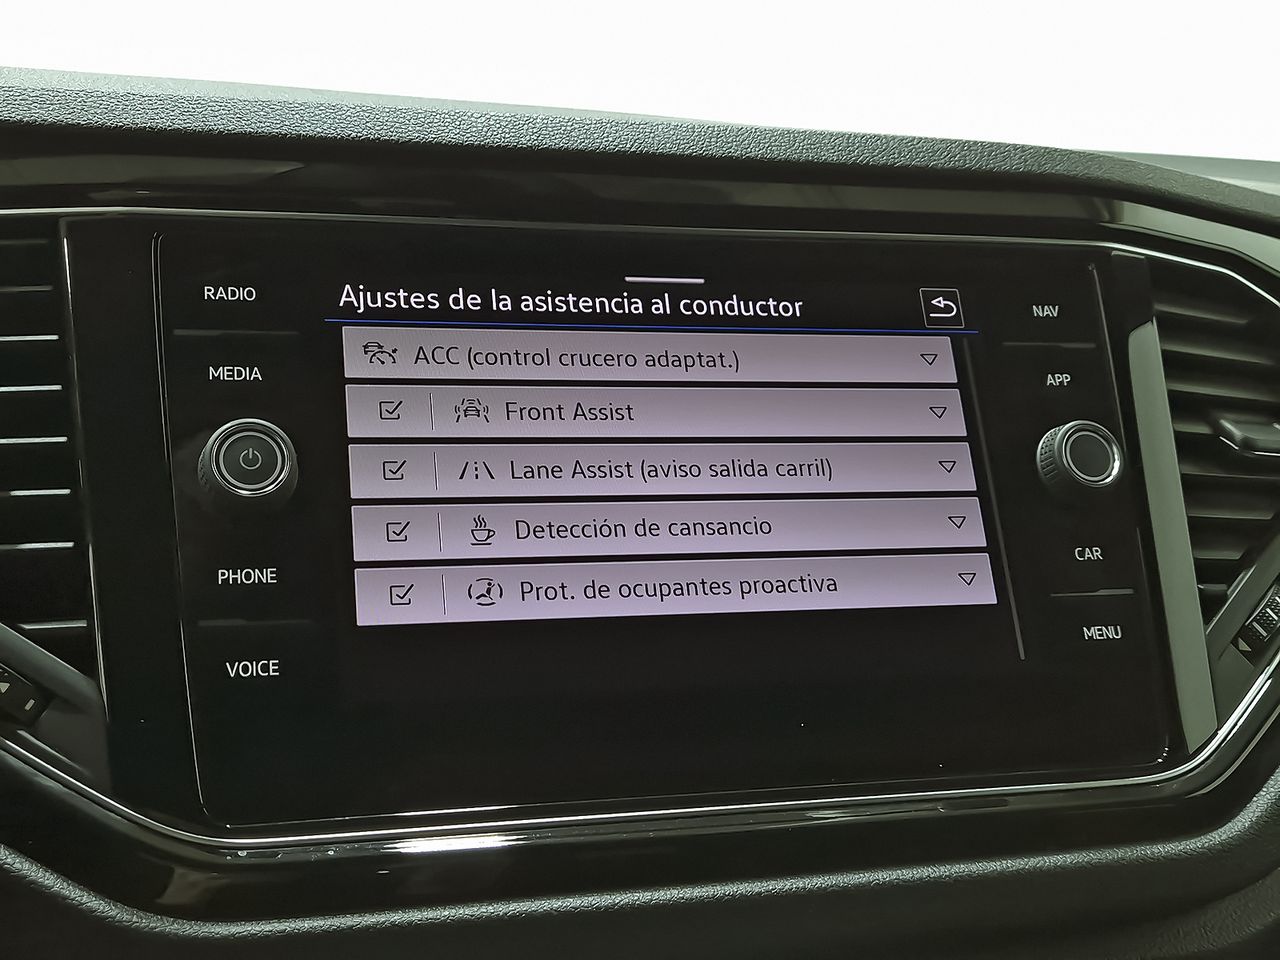 RADIO
MEDIA
PHONE
VOICE
Ajustes de la asistencia al conductor
ACC (control crucero adaptat.)
Front Assist
Lane Assist (aviso salida carril)
Detección de cansancio
Prot. de ocupantes proactiva
NAV
APP
CAR
MENU